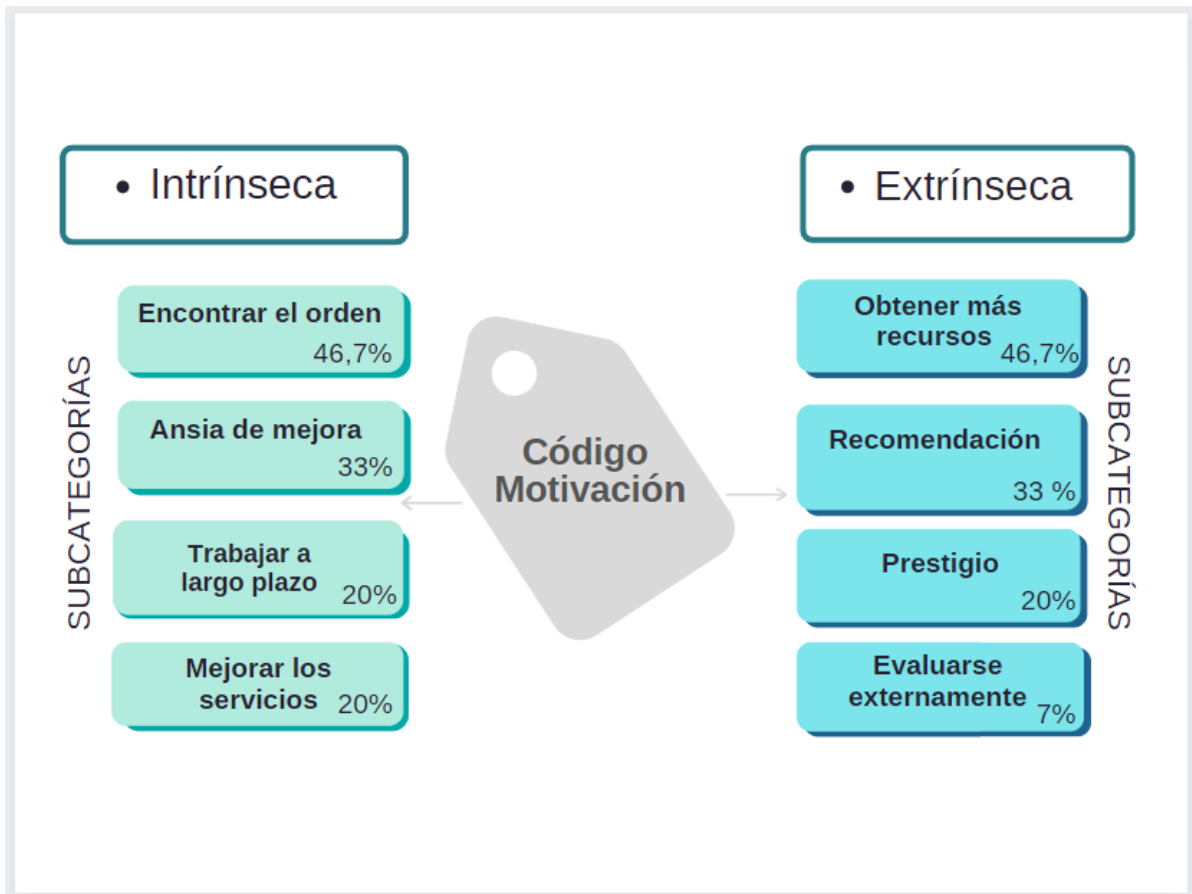 • Intrínseca
SUBCATEGORÍAS
Encontrar el orden
46,7%
Ansia de mejora
33%
Trabajar a
largo plazo
20%
Mejorar los
servicios
20%
Código
Motivación
• Extrínseca
Obtener más
recursos
46,7%
Recomendación
33 %
Prestigio
20%
Evaluarse
externamente
7%
SUBCATEGORÍAS